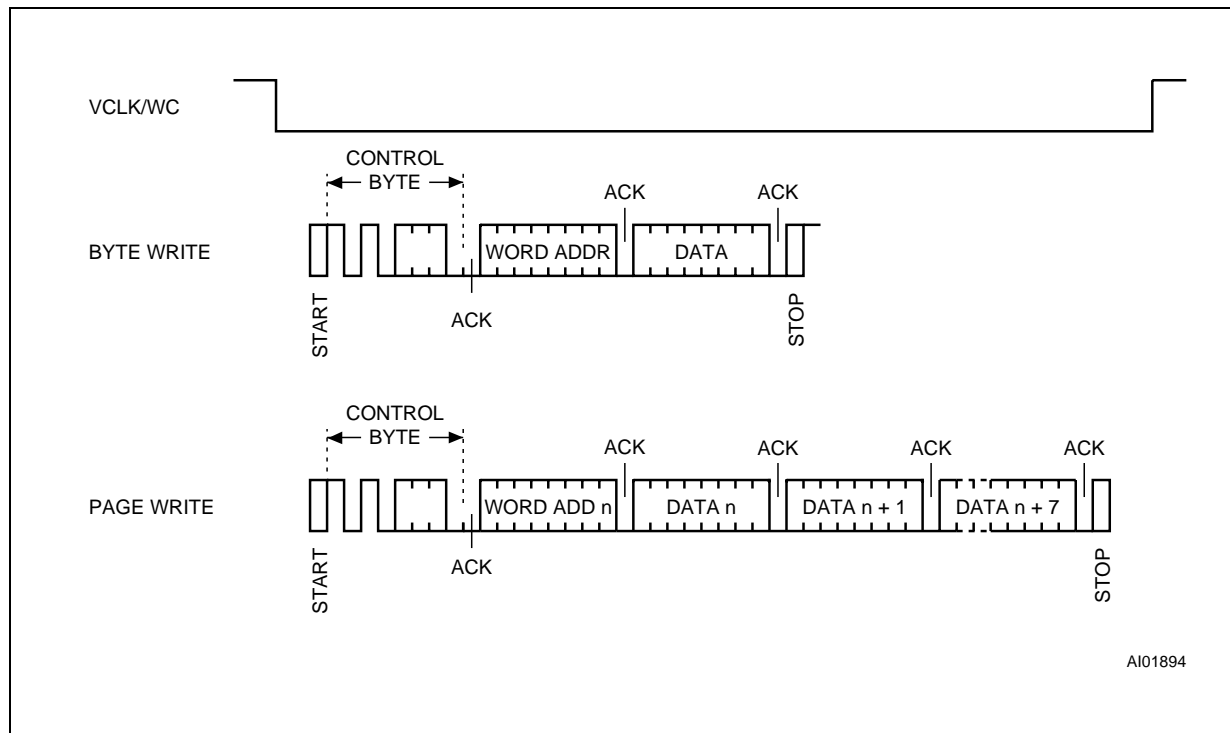 VCLK/WC
CONTROL
BYTE
ACK ACK
BYTE WRITE
WORD ADDR DATA
ACK
START
STOP
CONTROL
BYTE
ACK ACK ACK ACK
PAGE WRITE
WORD ADD n DATA n DATA n + 1 DATA n + 7
ACK
START
STOP
AI01894